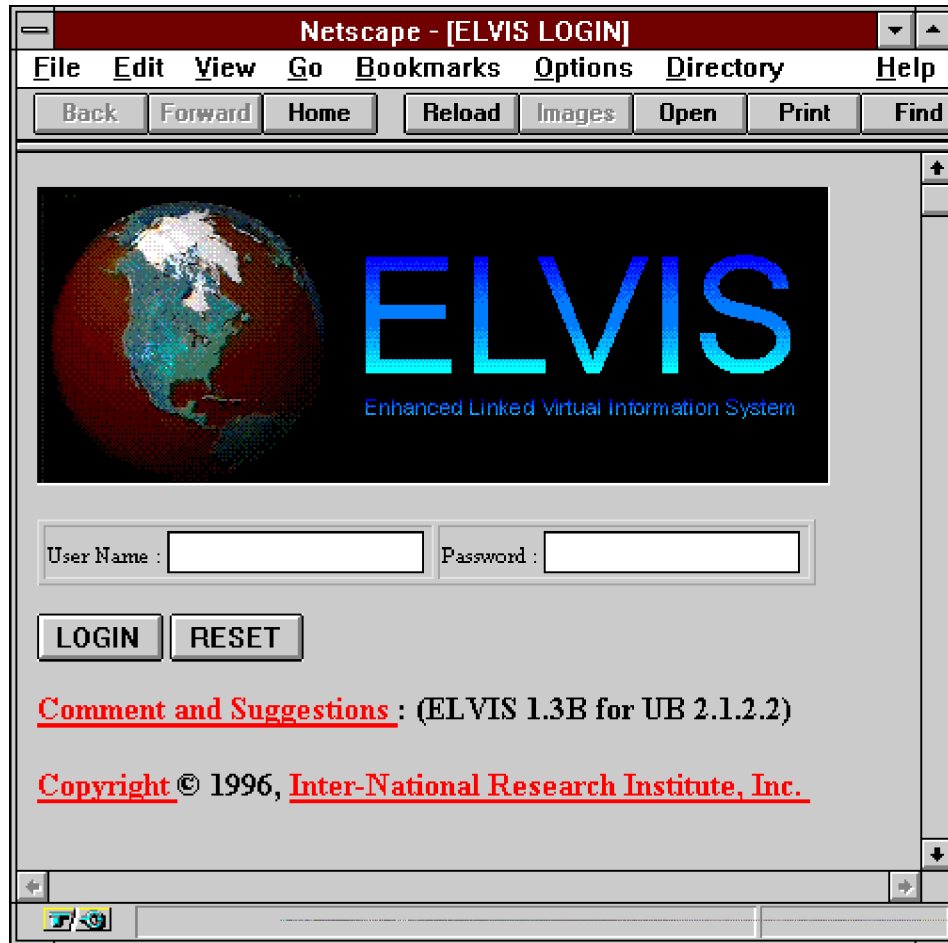 Netscape - [ELVIS LOGIN]
File Edit View Go Bookmarks Options Directory Help
Back Forward Home Reload Images Open Print Find
ELVIS
Enhanced Linked Virtual Information System
User Name : Password :
LOGIN RESET
Comment and Suggestions : (ELVIS 1.3B for UB 2.1.2.2)
Copyright © 1996, Inter-National Research Institute, Inc.